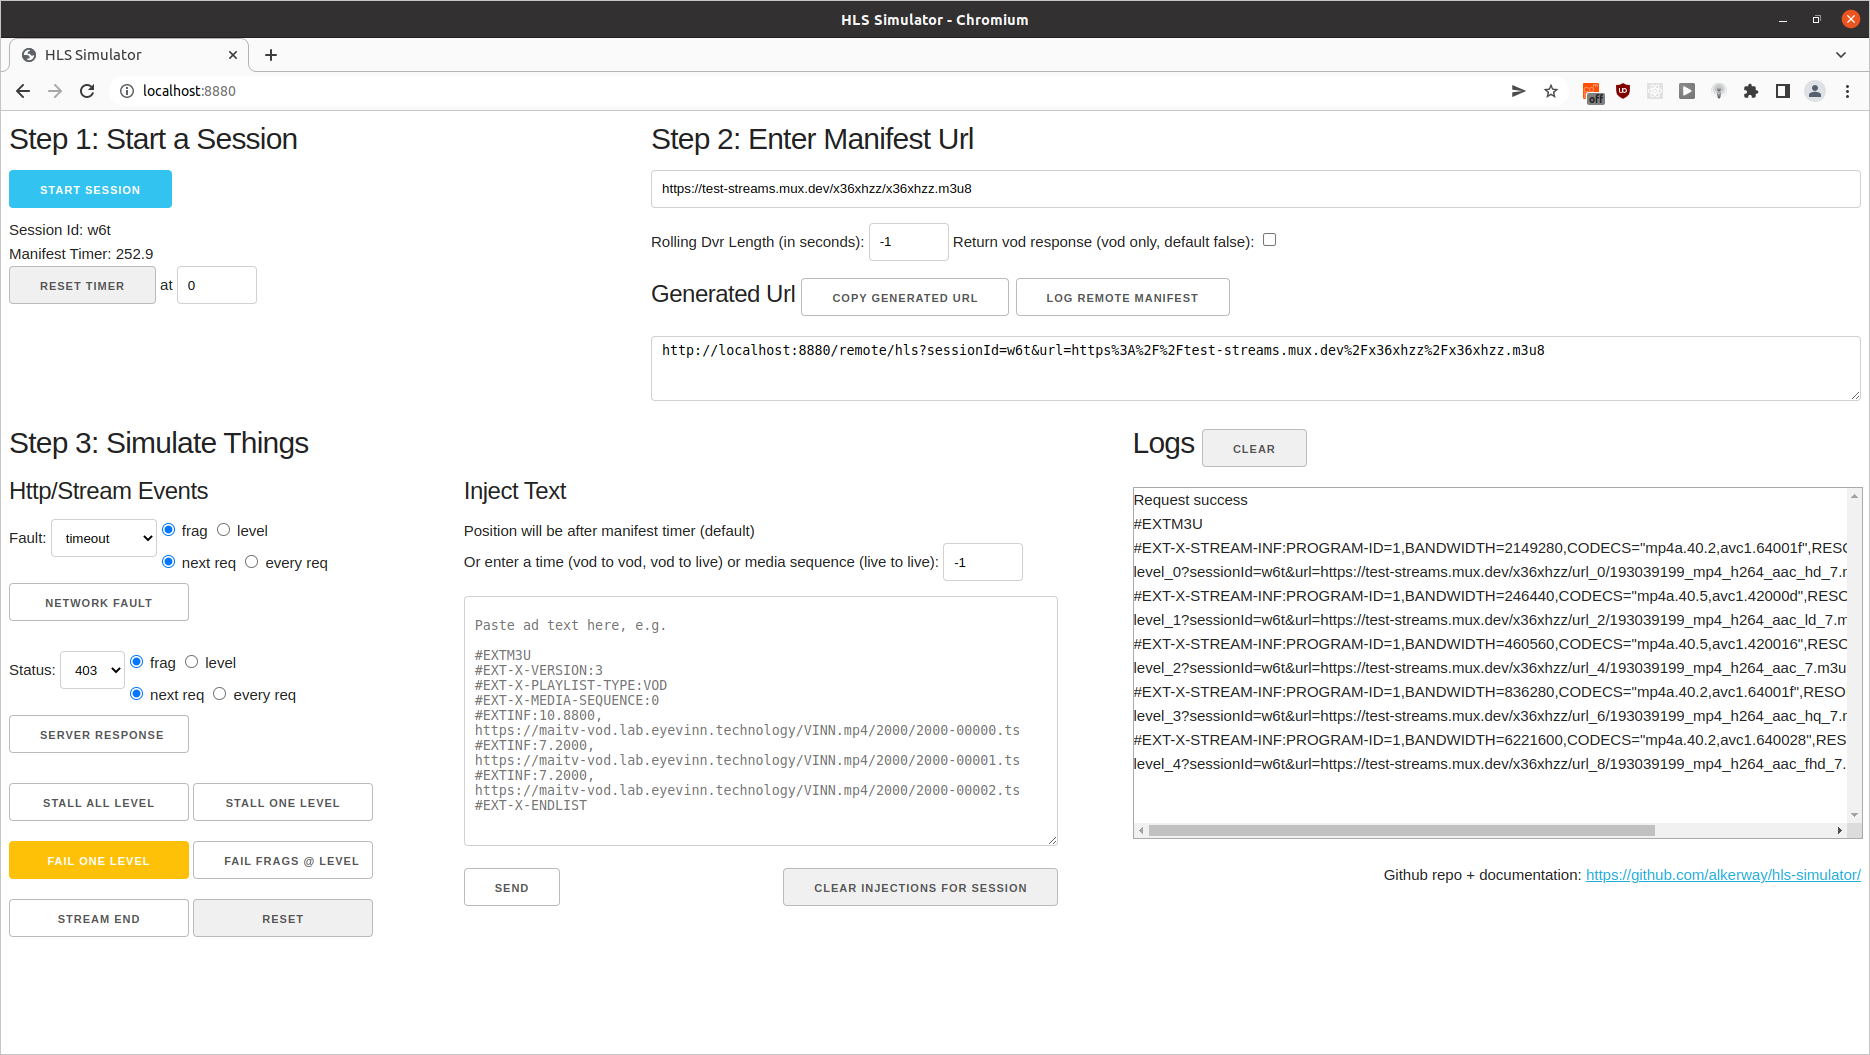 HLS Simulator - Chromium
HLS Simulator
localhost:8880
off
Step 1: Start a Session
START SESSION
Session Id: w6t
Manifest Timer: 252.9
RESET TIMER at 0
Step 2: Enter Manifest Url
https://test-streams.mux.dev/x36xhzz/x36xhzz.m3u8
Rolling Dvr Length (in seconds): -1 Return vod response (vod only, default false):
Generated Url COPY GENERATED URL LOG REMOTE MANIFEST
http://localhost:8880/remote/hls?sessionId=w6t&url=https%3A%2F%2Ftest-streams.mux.dev%2Fx36xhzz%2Fx36xhzz.m3u8
Step 3: Simulate Things
Http/Stream Events
Fault: timeout frag level
next req every req
NETWORK FAULT
Status: 403 frag level
next req every req
SERVER RESPONSE
STALL ALL LEVEL STALL ONE LEVEL
FAIL ONE LEVEL FAIL FRAGS @ LEVEL
STREAM END RESET
Inject Text
Position will be after manifest timer (default)
Or enter a time (vod to vod, vod to live) or media sequence (live to live): -1
Paste ad text here, e.g.
#EXTM3U
#EXT-X-VERSION:3
#EXT-X-PLAYLIST-TYPE:VOD
#EXT-X-MEDIA-SEQUENCE:0
#EXTINF:10.8800,
https://maitv-vod.lab.eyevinn.technology/VINN.mp4/2000/2000-00000.ts
#EXTINF:7.2000,
https://maitv-vod.lab.eyevinn.technology/VINN.mp4/2000/2000-00001.ts
#EXTINF:7.2000,
https://maitv-vod.lab.eyevinn.technology/VINN.mp4/2000/2000-00002.ts
#EXT-X-ENDLIST
SEND CLEAR INJECTIONS FOR SESSION
Logs CLEAR
Request success
#EXTM3U
#EXT-X-STREAM-INF:PROGRAM-ID=1,BANDWIDTH=2149280,CODECS="mp4a.40.2,avc1.64001f",RESO
level_0?sessionId=w6t&url=https://test-streams.mux.dev/x36xhzz/url_0/193039199_mp4_h264_aac_hd_7.m
#EXT-X-STREAM-INF:PROGRAM-ID=1,BANDWIDTH=246440,CODECS="mp4a.40.5,avc1.42000d",RESO
level_1?sessionId=w6t&url=https://test-streams.mux.dev/x36xhzz/url_2/193039199_mp4_h264_aac_ld_7.m
#EXT-X-STREAM-INF:PROGRAM-ID=1,BANDWIDTH=460560,CODECS="mp4a.40.5,avc1.420016",RESO
level_2?sessionId=w6t&url=https://test-streams.mux.dev/x36xhzz/url_4/193039199_mp4_h264_aac_7.m3u
#EXT-X-STREAM-INF:PROGRAM-ID=1,BANDWIDTH=836280,CODECS="mp4a.40.2,avc1.64001f",RESO
level_3?sessionId=w6t&url=https://test-streams.mux.dev/x36xhzz/url_6/193039199_mp4_h264_aac_hq_7.m
#EXT-X-STREAM-INF:PROGRAM-ID=1,BANDWIDTH=6221600,CODECS="mp4a.40.2,avc1.640028",RES
level_4?sessionId=w6t&url=https://test-streams.mux.dev/x36xhzz/url_8/193039199_mp4_h264_aac_fhd_7.
Github repo + documentation: https://github.com/alkerway/hls-simulator/